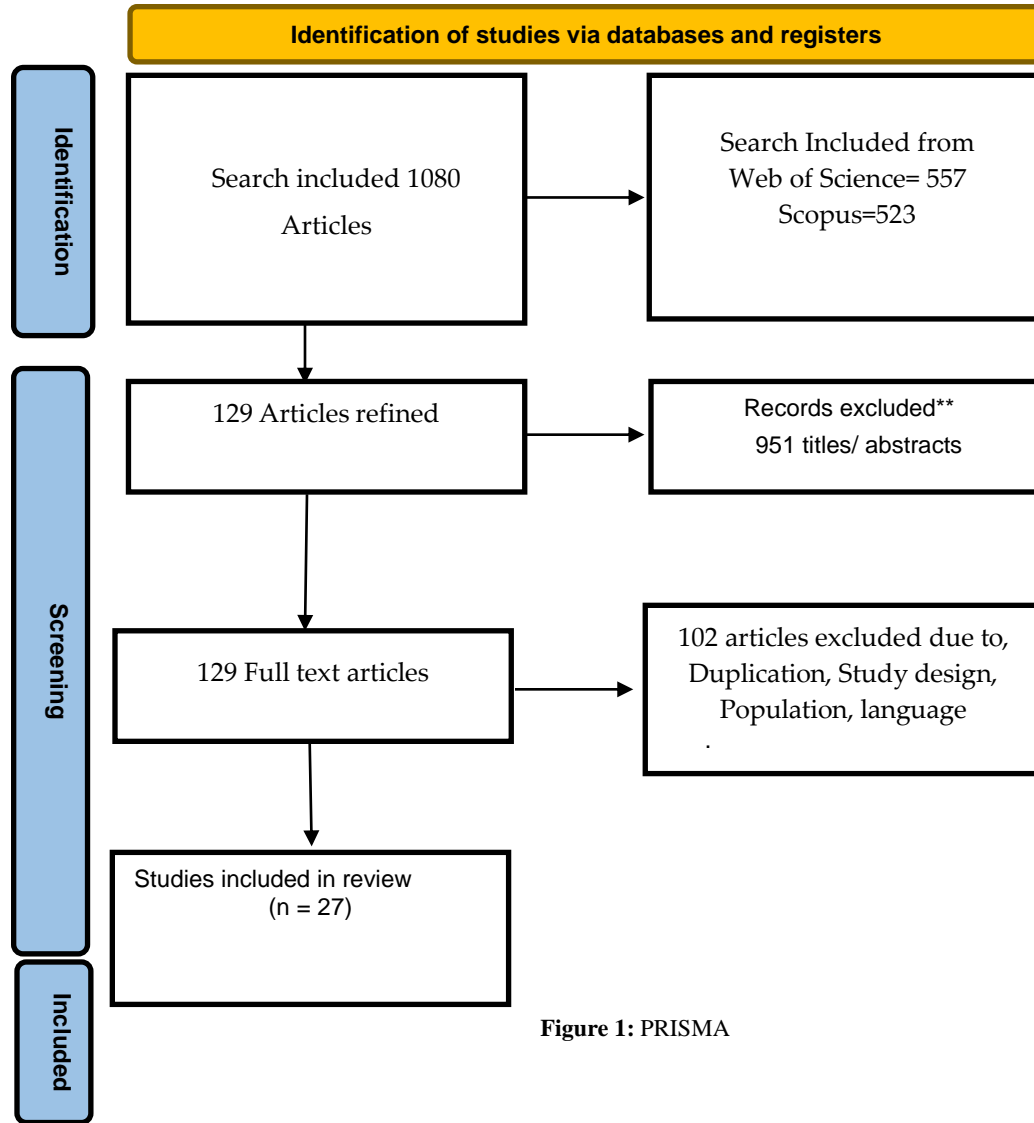 Identification of studies via databases and registers
Identification
Search included 1080
Articles
Search Included from
Web of Science= 557
Scopus=523
Screening
129 Articles refined
Records excluded**
951 titles/ abstracts
129 Full text articles
102 articles excluded due to,
Duplication, Study design,
Population, language
.
Studies included in review
(n = 27)
Included
Figure 1: PRISMA